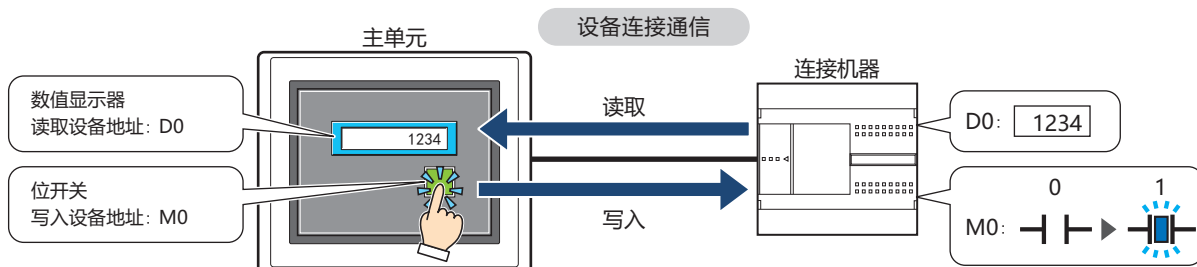 设备连接通信
主单元
连接机器
数值显示器
读取设备地址: D0
1234
读取
D0: 1234
位开关
写入设备地址: M0
写入
0 1
M0: